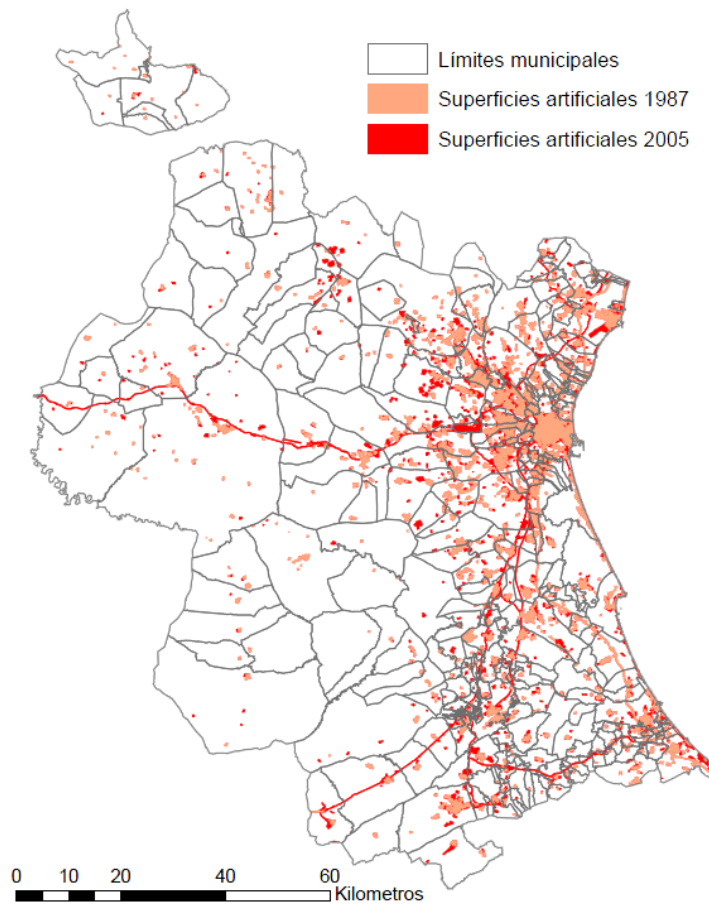 Límites municipales
Superficies artificiales 1987
Superficies artificiales 2005
0 10 20 40 60
Kilometros